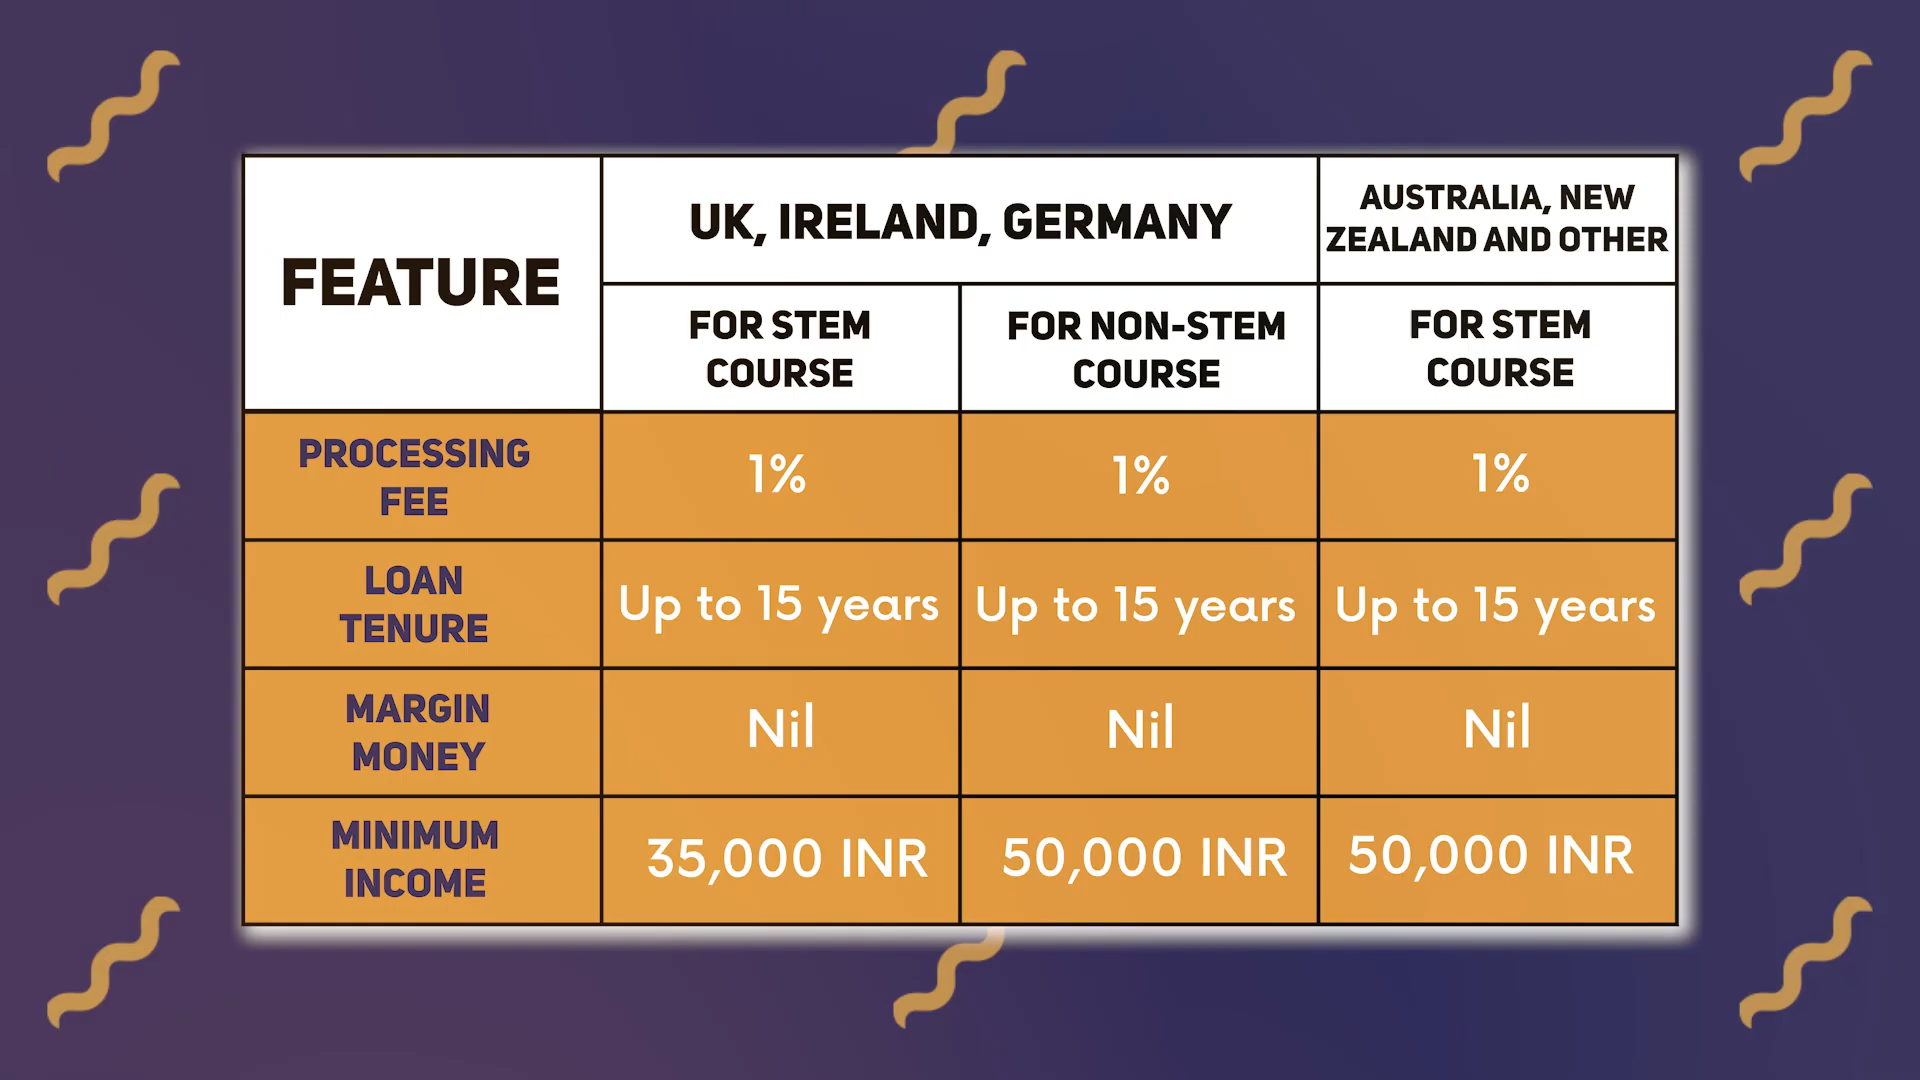 FEATURE
UK, IRELAND, GERMANY
AUSTRALIA, NEW
ZEALAND AND OTHER
FOR STEM
COURSE
FOR NON-STEM
COURSE
FOR STEM
COURSE
PROCESSING
FEE
1%
1%
1%
LOAN
TENURE
Up to 15 years
Up to 15 years
Up to 15 years
MARGIN
MONEY
Nil
Nil
Nil
MINIMUM
INCOME
35,000 INR
50,000 INR
50,000 INR